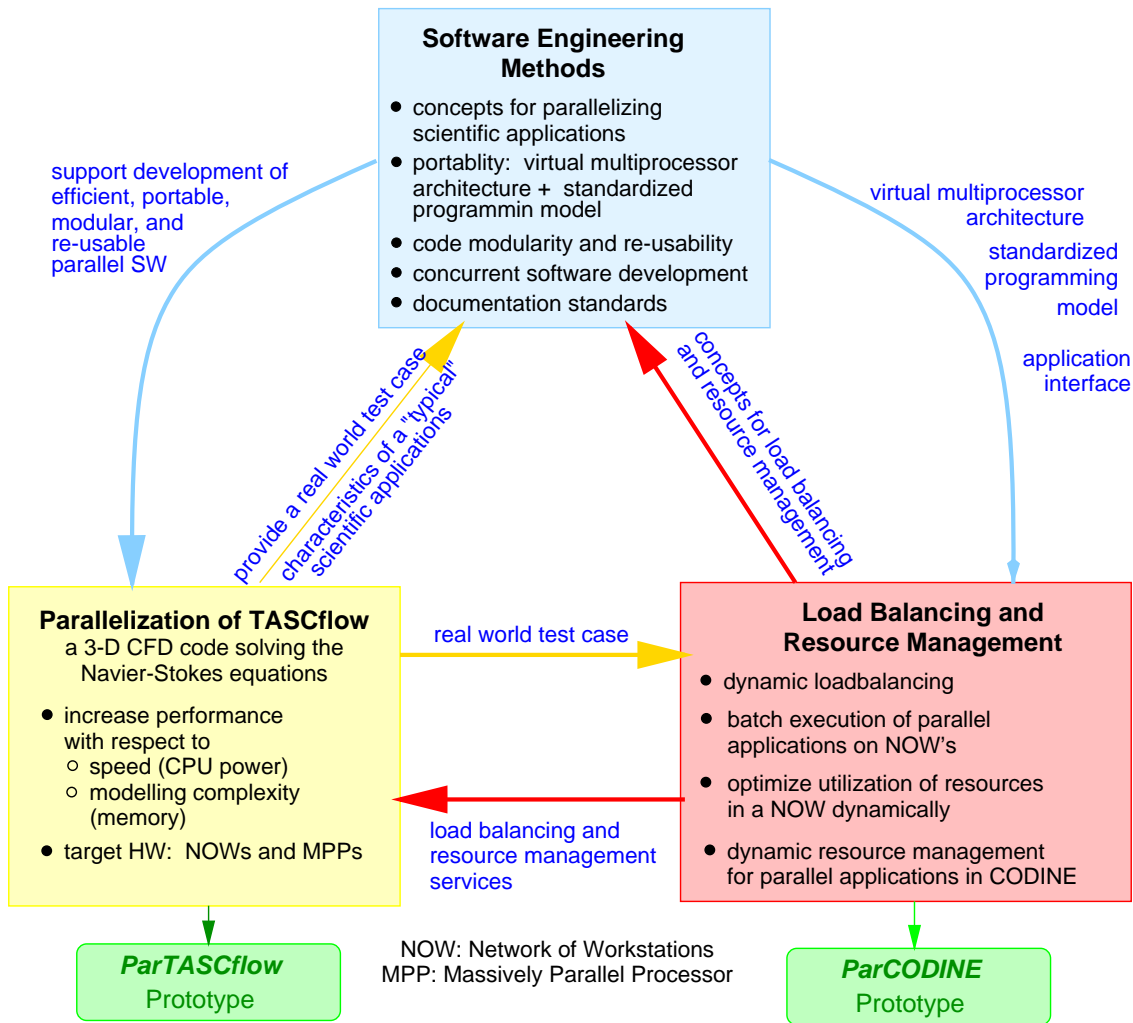 Software Engineering
Methods
● concepts for parallelizing
scientific applications
● portablity: virtual multiprocessor
architecture + standardized
programmin model
● code modularity and re-usability
● concurrent software development
● documentation standards
support development of
efficient, portable,
modular, and
re-usable
parallel SW
virtual multiprocessor
architecture
standardized
programming
model
application
interface
provide a real world test case
characteristics of a "typical"
scientific applications
concepts for load balancing
and resource management
Parallelization of TASCflow
a 3-D CFD code solving the
Navier-Stokes equations
● increase performance
with respect to
○ speed (CPU power)
○ modelling complexity
(memory)
● target HW: NOWs and MPPs
real world test case
load balancing and
resource management
services
Load Balancing and
Resource Management
● dynamic loadbalancing
● batch execution of parallel
applications on NOW's
● optimize utilization of resources
in a NOW dynamically
● dynamic resource management
for parallel applications in CODINE
ParTASCflow
Prototype
NOW: Network of Workstations
MPP: Massively Parallel Processor
ParCODINE
Prototype